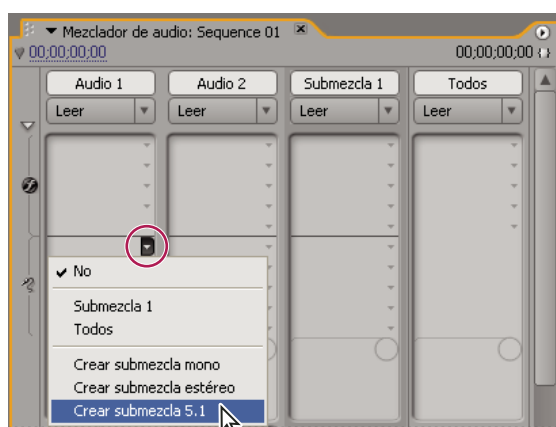 Mezclador de audio: Sequence 01
00;00;00;00 00;00;00;00
Audio 1 Audio 2 Submezcla 1 Todos
Leer Leer Leer Leer
No
Submezcla 1
Todos
Crear submezcla mono
Crear submezcla estéreo
Crear submezcla 5.1